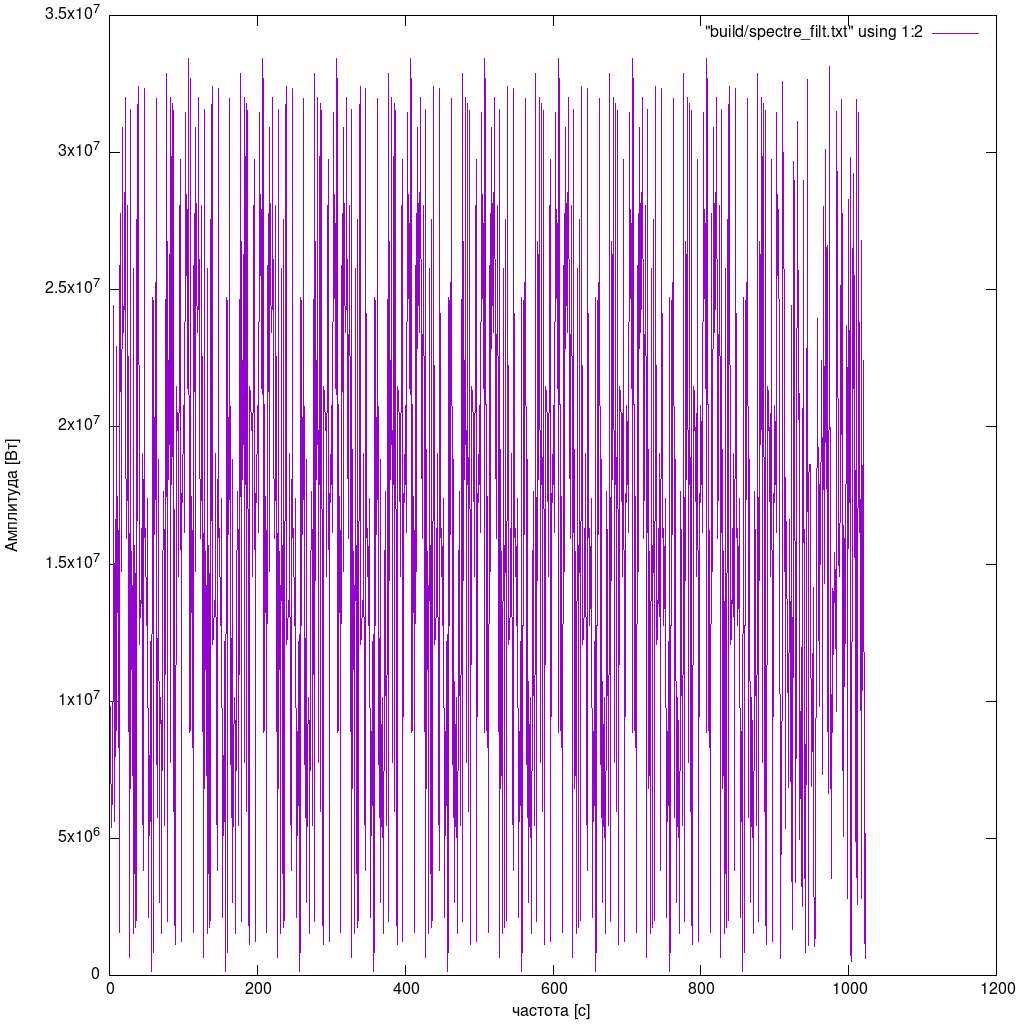 3.5x10^7
"build/spectre_filt.txt" using 1:2
3x10^7
2.5x10^7
2x10^7
1.5x10^7
1x10^7
5x10^6
0
Амплитуда [Вт]
0 200 400 600 800 1000 1200
частота [с]